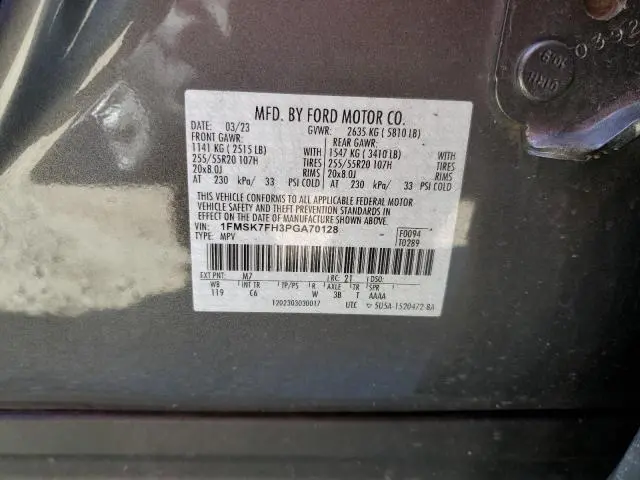 0392
MFD. BY FORD MOTOR CO.
DATE: 03/23 GVWR: 2635 KG ( 5810 LB)
FRONT GAWR: REAR GAWR:
1141 KG ( 2515 LB) 1547 KG ( 3410 LB)
255/55R20 107H TIRES 255/55R20 107H TIRES
20x8.0J RIMS 20x8.0J RIMS
AT 230 kPa/ 33 PSI COLD AT 230 kPa/ 33 PSI COLD
THIS VEHICLE CONFORMS TO ALL APPLICABLE FEDERAL MOTOR
VEHICLE SAFETY AND THEFT PREVENTION STANDARDS IN
EFFECT ON THE DATE OF MANUFACTURE SHOWN ABOVE.
VIN: 1FMSK7FH3PGA70128 F0094
TYPE: MPV T0289
EXT PNT: M7 RC: 21 DSO:
WB INT TR TP/PS R AXLE TR SPR
119 C6 W 3B T AAAA
1202303030017 UTC 5U5A-1520472-BA